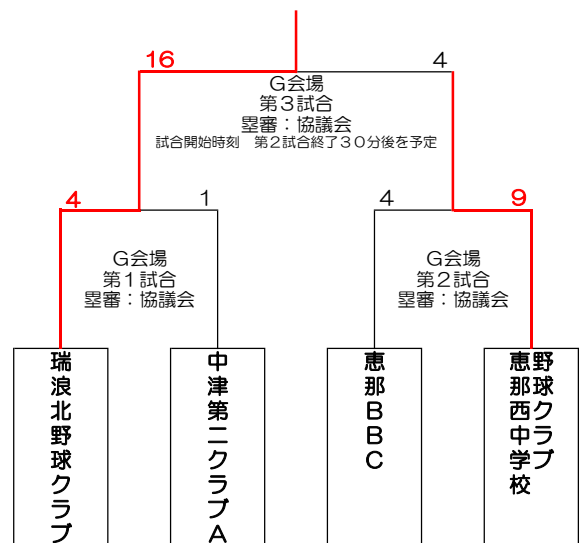 16
4
G会場
第3試合
塁審：協議会
試合開始時刻　第2試合終了30分後を予定
4
1
4
9
G会場
第1試合
塁審：協議会
G会場
第2試合
塁審：協議会
瑞浪北野球クラブ
中津第二クラブA
恵那BBC
恵那西中学校
野球クラブ